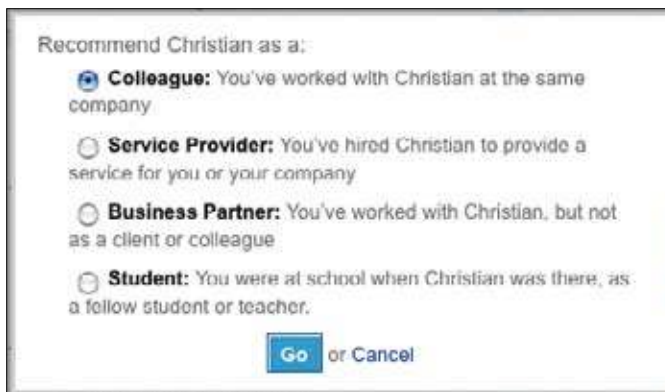 Recommend Christian as a:
Colleague: You've worked with Christian at the same
company
Service Provider: You've hired Christian to provide a
service for you or your company
Business Partner: You've worked with Christian, but not
as a client or colleague
Student: You were at school when Christian was there, as
a fellow student or teacher.
Go or Cancel